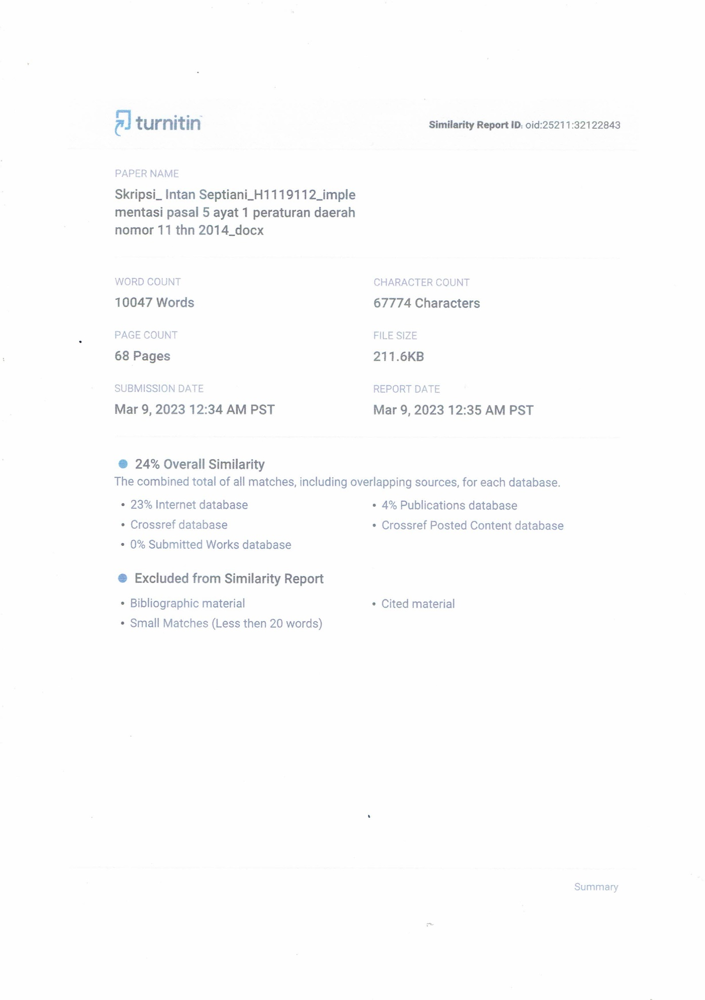 turnitin
Similarity Report ID: oid:25211:32122843
PAPER NAME
Skripsi_ Intan Septiani_H1119112_imple
mentasi pasal 5 ayat 1 peraturan daerah
nomor 11 thn 2014_docx
WORD COUNT
10047 Words
CHARACTER COUNT
67774 Characters
PAGE COUNT
68 Pages
FILE SIZE
211.6KB
SUBMISSION DATE
Mar 9, 2023 12:34 AM PST
REPORT DATE
Mar 9, 2023 12:35 AM PST
24% Overall Similarity
The combined total of all matches, including overlapping sources, for each database.
• 23% Internet database
• 4% Publications database
• Crossref database
• Crossref Posted Content database
• 0% Submitted Works database
Excluded from Similarity Report
• Bibliographic material
• Cited material
• Small Matches (Less then 20 words)
Summary